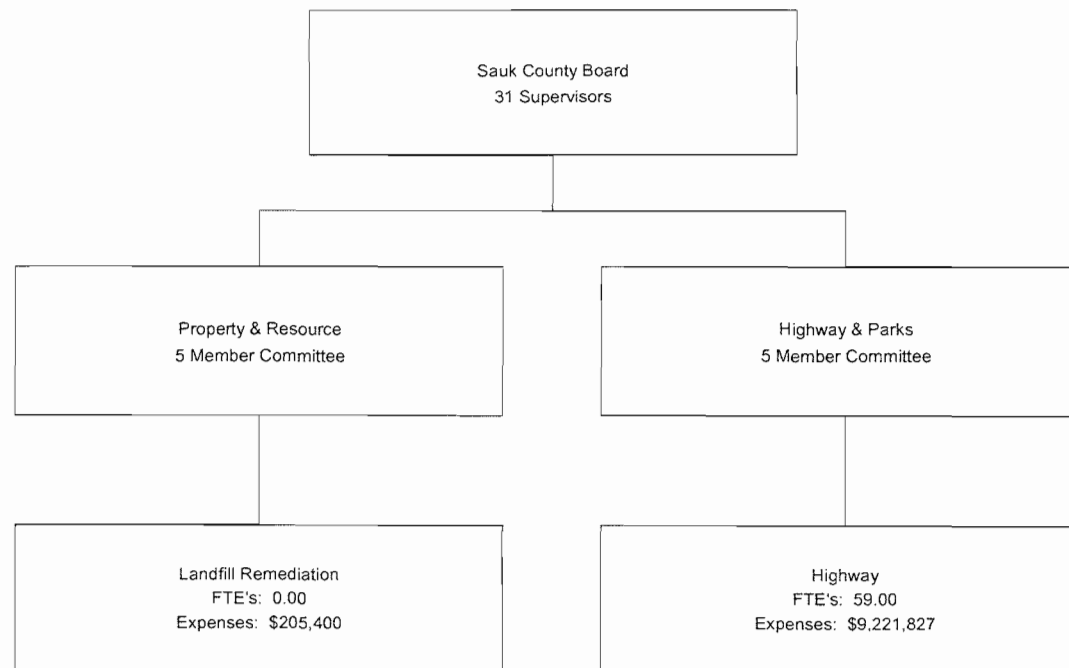 Sauk County Board
31 Supervisors
Property & Resource
5 Member Committee
Highway & Parks
5 Member Committee
Landfill Remediation
FTE's: 0.00
Expenses: $205,400
Highway
FTE's: 59.00
Expenses: $9,221,827